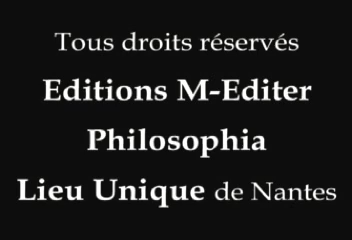 Tous droits réservés
Editions M-Editer
Philosophia
Lieu Unique de Nantes